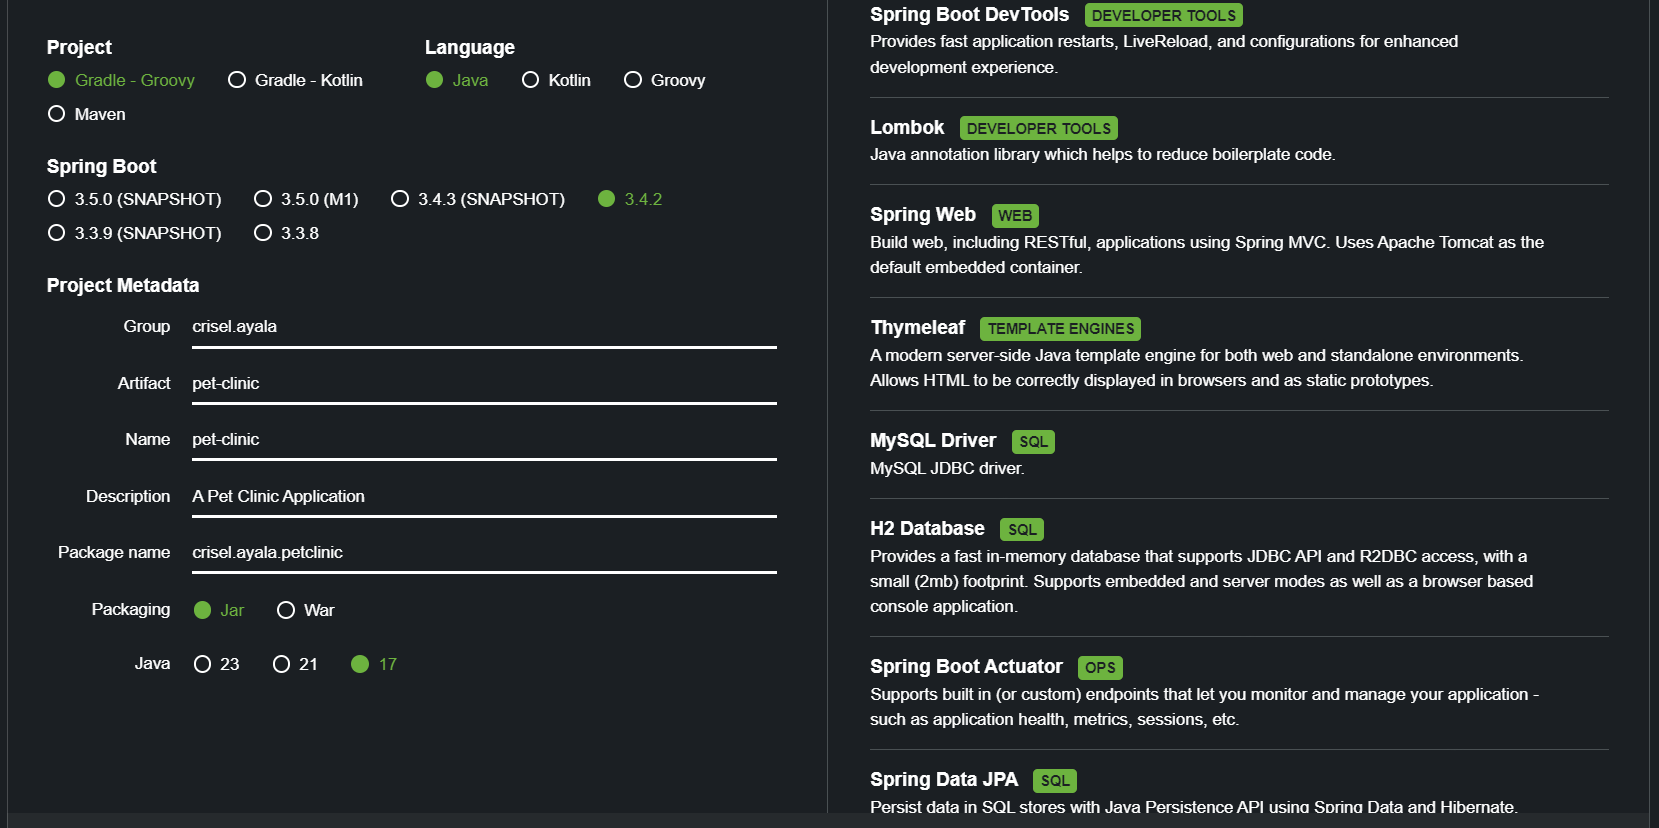 Project
Gradle - Groovy
Gradle - Kotlin
Maven
Language
Java
Kotlin
Groovy
Spring Boot
3.5.0 (SNAPSHOT)
3.5.0 (M1)
3.4.3 (SNAPSHOT)
3.4.2
3.3.9 (SNAPSHOT)
3.3.8
Project Metadata
Group crisel.ayala
Artifact pet-clinic
Name pet-clinic
Description A Pet Clinic Application
Package name crisel.ayala.petclinic
Packaging Jar War
Java 23 21 17
Spring Boot DevTools DEVELOPER TOOLS
Provides fast application restarts, LiveReload, and configurations for enhanced
development experience.
Lombok DEVELOPER TOOLS
Java annotation library which helps to reduce boilerplate code.
Spring Web WEB
Build web, including RESTful, applications using Spring MVC. Uses Apache Tomcat as the
default embedded container.
Thymeleaf TEMPLATE ENGINES
A modern server-side Java template engine for both web and standalone environments.
Allows HTML to be correctly displayed in browsers and as static prototypes.
MySQL Driver SQL
MySQL JDBC driver.
H2 Database SQL
Provides a fast in-memory database that supports JDBC API and R2DBC access, with a
small (2mb) footprint. Supports embedded and server modes as well as a browser based
console application.
Spring Boot Actuator OPS
Supports built in (or custom) endpoints that let you monitor and manage your application -
such as application health, metrics, sessions, etc.
Spring Data JPA SQL
Persist data in SQL stores with Java Persistence API using Spring Data and Hibernate.